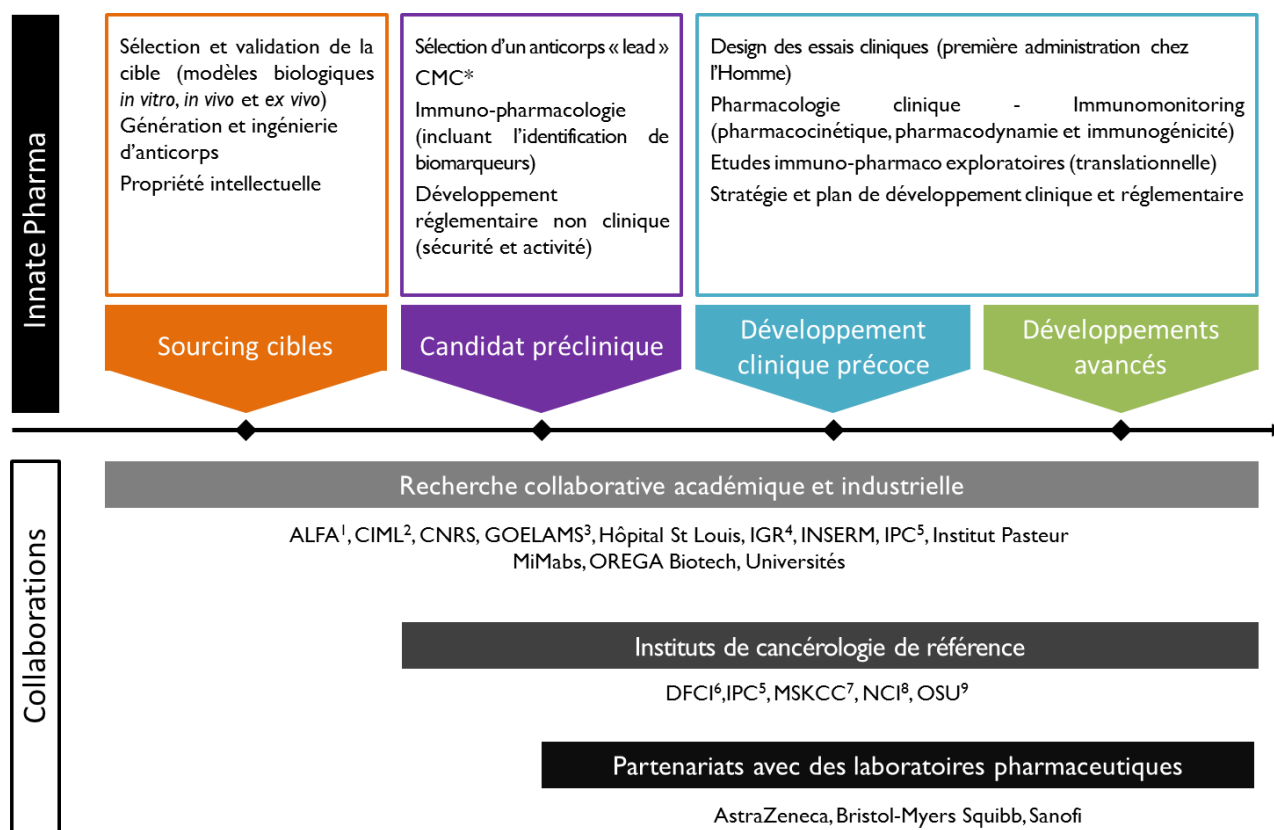 Innate Pharma
Sélection et validation de la
cible (modèles biologiques
in vitro, in vivo et ex vivo)
Génération et ingénierie
d’anticorps
Propriété intellectuelle
Sélection d’un anticorps « lead »
CMC*
Immuno-pharmacologie
(incluant l’identification de
biomarqueurs)
Développement
réglementaire non clinique
(sécurité et activité)
Design des essais cliniques (première administration chez
l’Homme)
Pharmacologie clinique - Immunomonitoring
(pharmacocinétique, pharmacodynamie et immunogénicité)
Etudes immuno-pharmaco exploratoires (translationnelle)
Stratégie et plan de développement clinique et réglementaire
Sourcing cibles
Candidat préclinique
Développement
clinique précoce
Développements
avancés
Collaborations
Recherche collaborative académique et industrielle
ALFA¹, CIML², CNRS, GOELAMS³, Hôpital St Louis, IGR⁴, INSERM, IPC⁵, Institut Pasteur
MiMabs, OREGA Biotech, Universités
Instituts de cancérologie de référence
DFCI⁶,IPC⁵, MSKCC⁷, NCI⁸, OSU⁹
Partenariats avec des laboratoires pharmaceutiques
AstraZeneca, Bristol-Myers Squibb, Sanofi